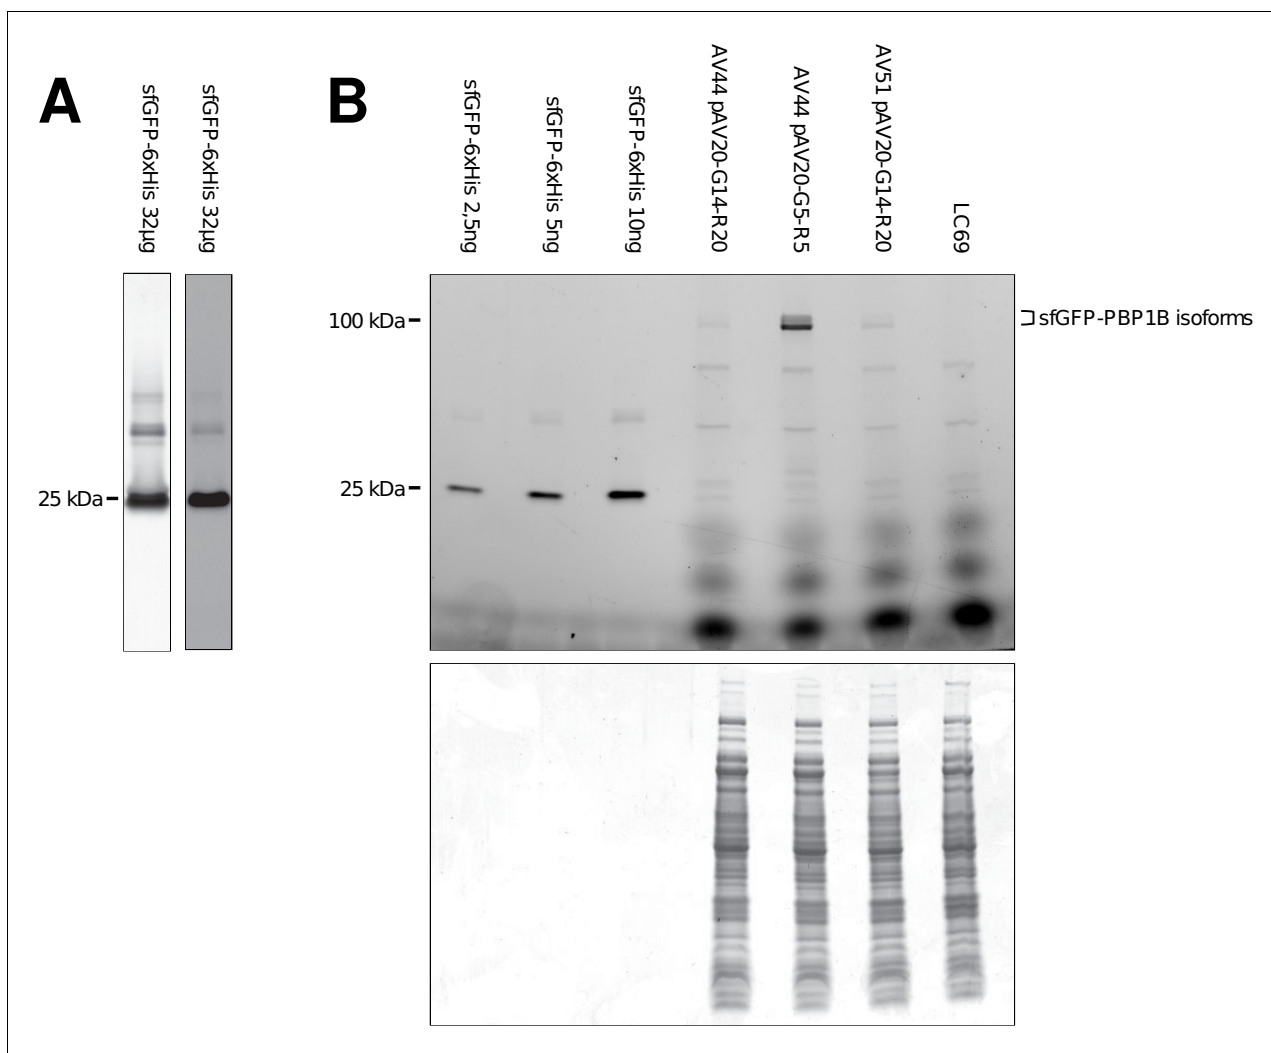 A
sfGFP-6xHis 32µg
sfGFP-6xHis 32µg
25 kDa
B
sfGFP-6xHis 2,5ng
sfGFP-6xHis 5ng
sfGFP-6xHis 10ng
AV44 pAV20-G14-R20
AV44 pAV20-G5-R5
AV51 pAV20-G14-R20
LC69
100 kDa
sfGFP-PBP1B isoforms
25 kDa